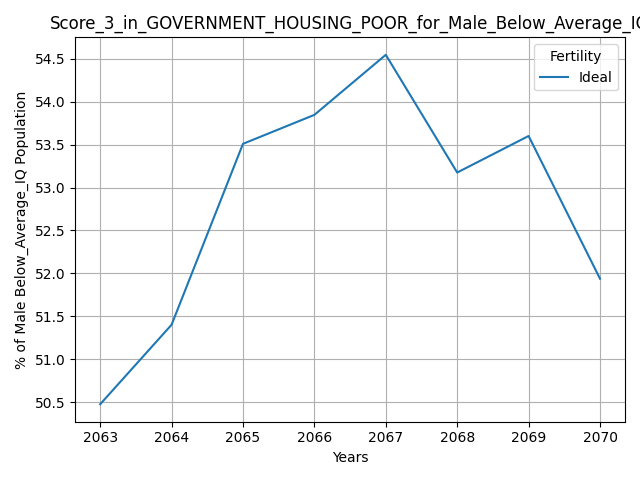 Score_3_in_GOVERNMENT_HOUSING_POOR_for_Male_Below_Average_IQ
54.5
54.0
53.5
53.0
52.5
52.0
51.5
51.0
50.5
% of Male Below_Average_IQ Population
Fertility
Ideal
2063 2064 2065 2066 2067 2068 2069 2070
Years